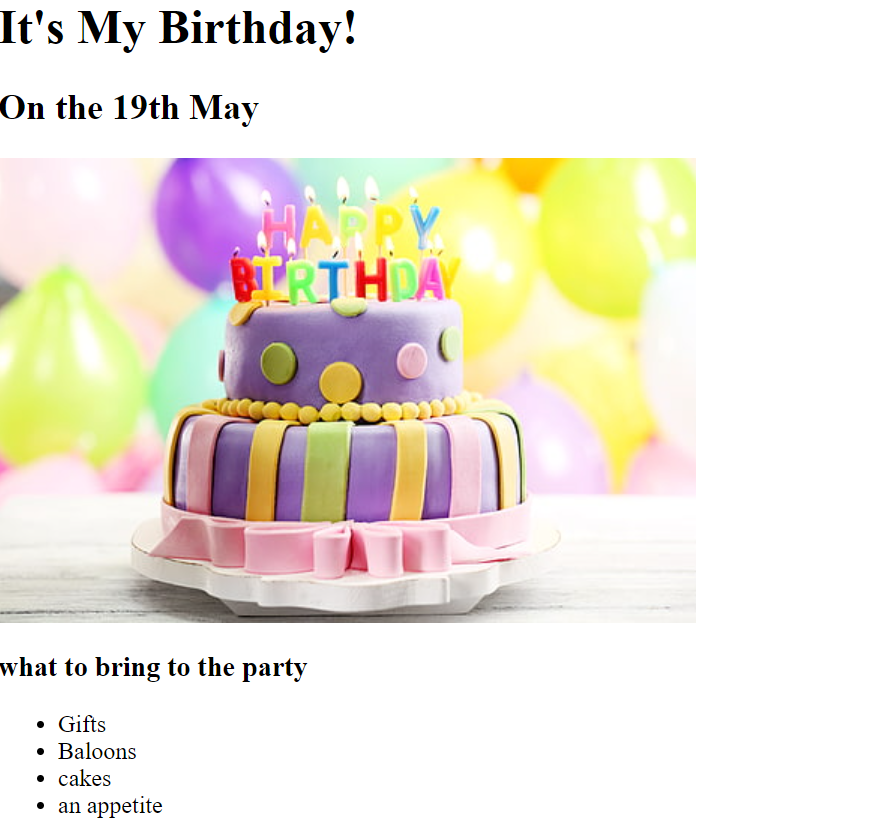 It's My Birthday!
On the 19th May
HAPPY
BIRTHDAY
what to bring to the party
Gifts
Baloons
cakes
an appetite